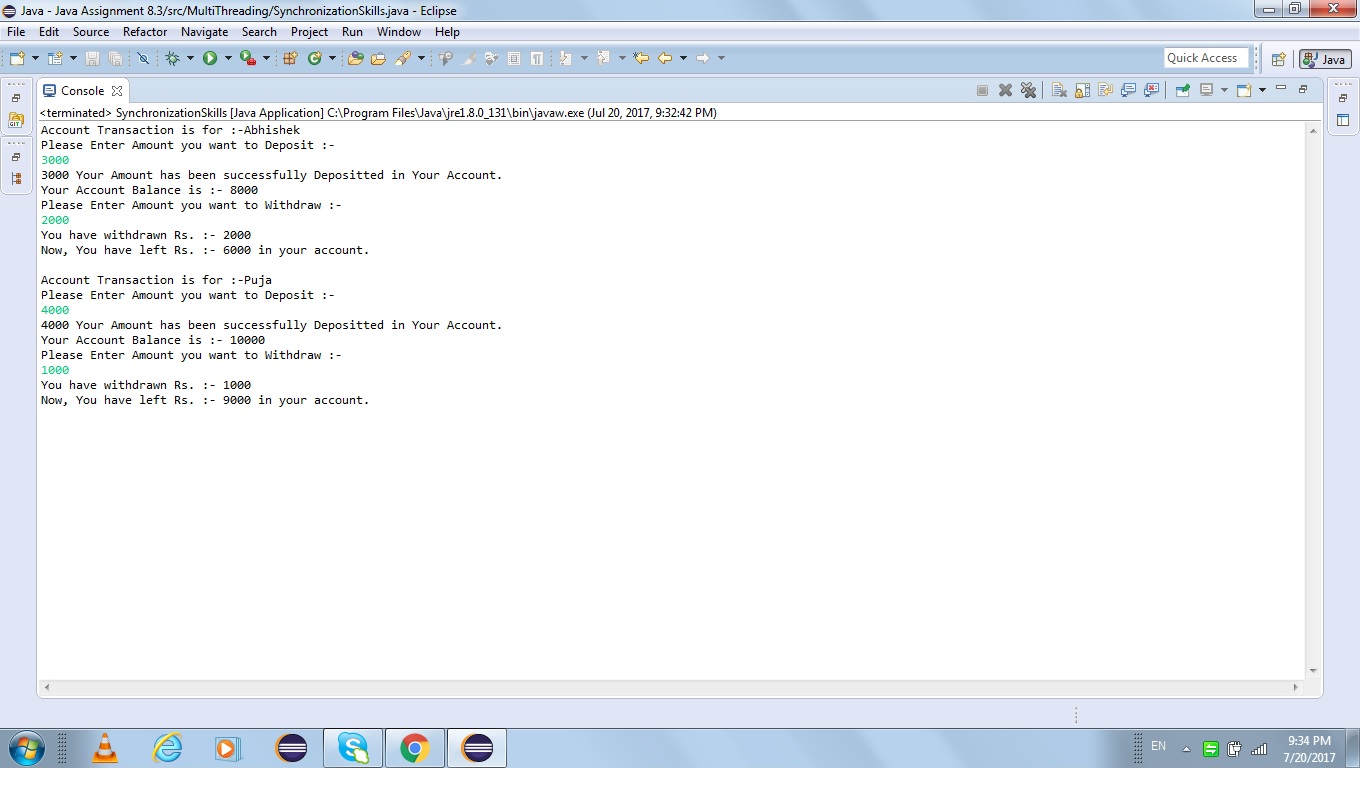 Java - Java Assignment 8.3/src/MultiThreading/SynchronizationSkills.java - Eclipse
File Edit Source Refactor Navigate Search Project Run Window Help
Quick Access
Java
Console
<terminated> SynchronizationSkills [Java Application] C:\Program Files\Java\jre1.8.0_131\bin\javaw.exe (Jul 20, 2017, 9:32:42 PM)
Account Transaction is for :-Abhishek
Please Enter Amount you want to Deposit :-
3000
3000 Your Amount has been successfully Depositted in Your Account.
Your Account Balance is :- 8000
Please Enter Amount you want to Withdraw :-
2000
You have withdrawn Rs. :- 2000
Now, You have left Rs. :- 6000 in your account.
Account Transaction is for :-Puja
Please Enter Amount you want to Deposit :-
4000
4000 Your Amount has been successfully Depositted in Your Account.
Your Account Balance is :- 10000
Please Enter Amount you want to Withdraw :-
1000
You have withdrawn Rs. :- 1000
Now, You have left Rs. :- 9000 in your account.
EN
9:34 PM
7/20/2017